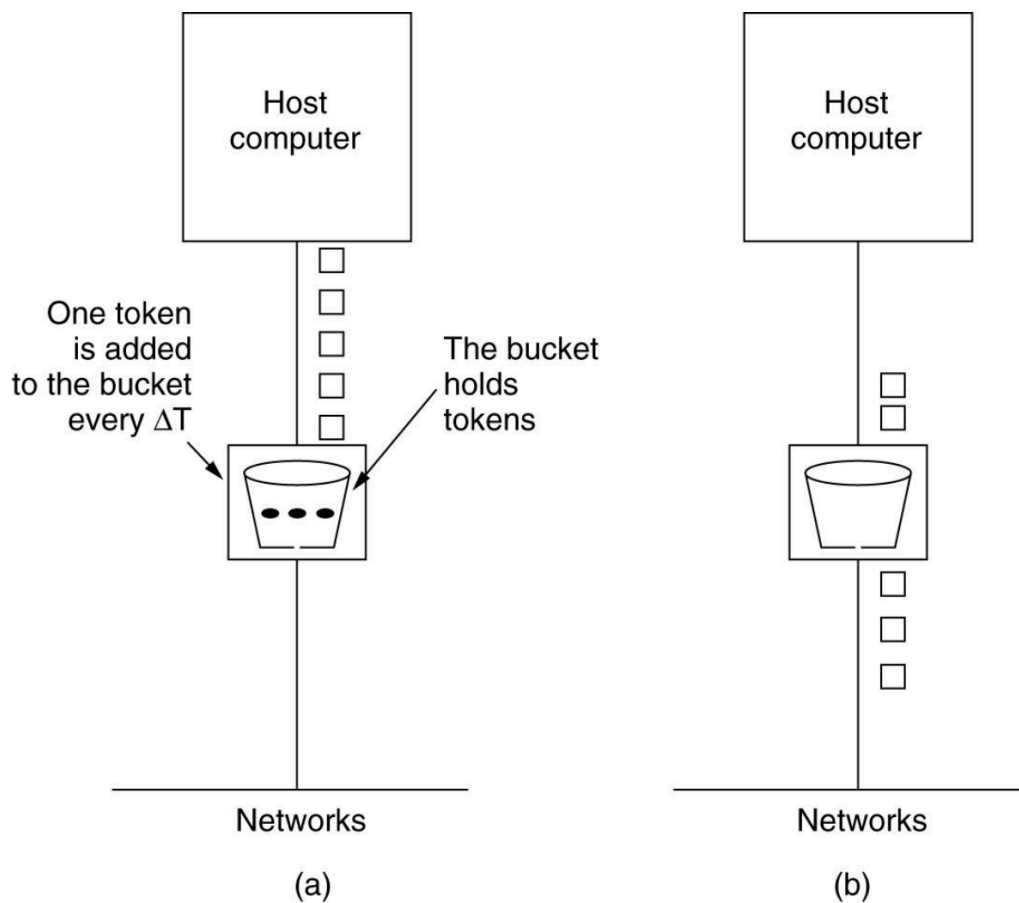 Host
computer
One token
is added
to the bucket
every ΔT
The bucket
holds
tokens
Networks
(a)
Host
computer
Networks
(b)